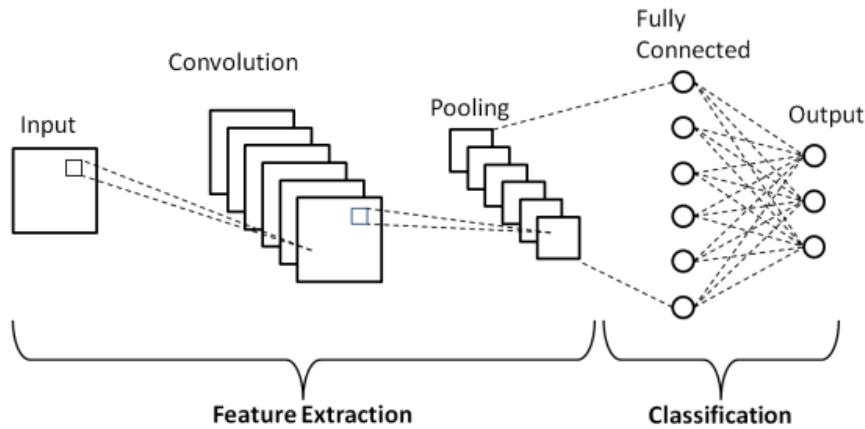 Input
Convolution
Pooling
Fully
Connected
Output
Feature Extraction
Classification